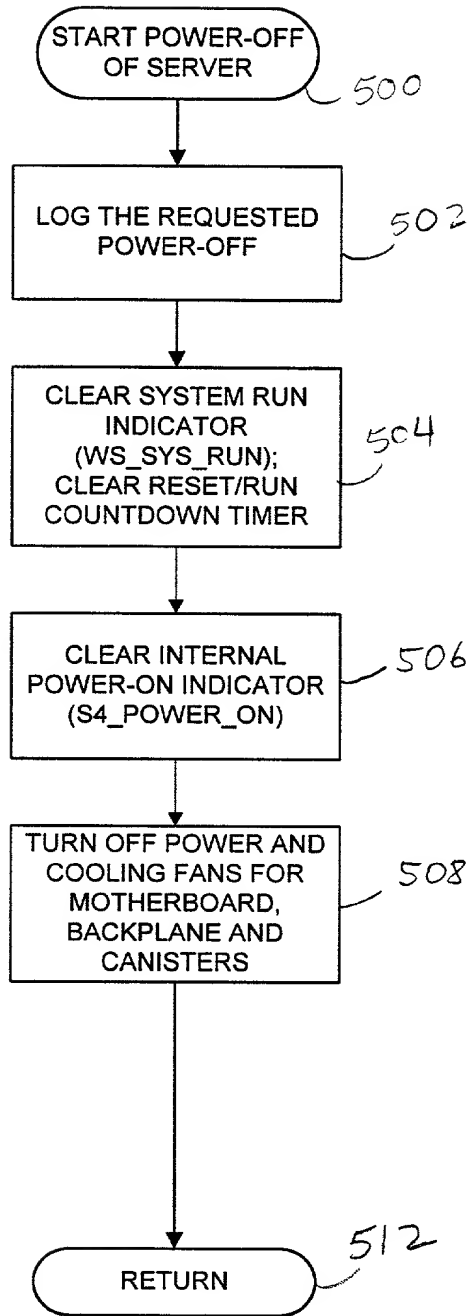 START POWER-OFF
OF SERVER
500
LOG THE REQUESTED
POWER-OFF
502
CLEAR SYSTEM RUN
INDICATOR
(WS_SYS_RUN);
CLEAR RESET/RUN
COUNTDOWN TIMER
504
CLEAR INTERNAL
POWER-ON INDICATOR
(S4_POWER_ON)
506
TURN OFF POWER AND
COOLING FANS FOR
MOTHERBOARD,
BACKPLANE AND
CANISTERS
508
RETURN
512